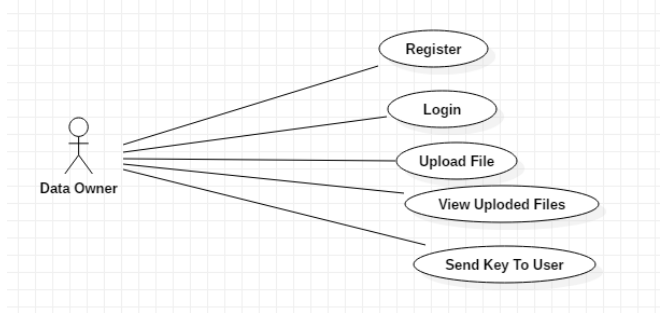 Register
Login
Upload File
Data Owner
View Uploded Files
Send Key To User